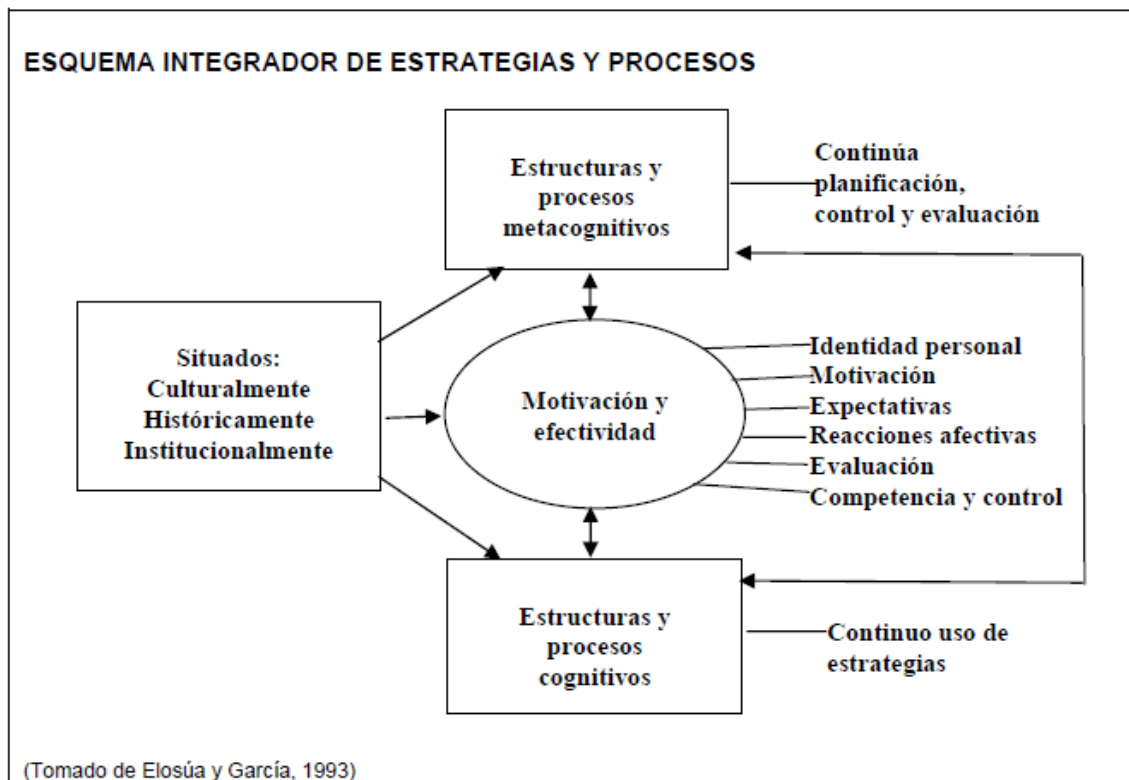 ESQUEMA INTEGRADOR DE ESTRATEGIAS Y PROCESOS
Estructuras y
procesos
metacognitivos
Continúa
planificación,
control y evaluación
Situados:
Culturalmente
Históricamente
Institucionalmente
Motivación y
efectividad
Identidad personal
Motivación
Expectativas
Reacciones afectivas
Evaluación
Competencia y control
Estructuras y
procesos
cognitivos
Continuo uso de
estrategias
(Tomado de Elosúa y García, 1993)